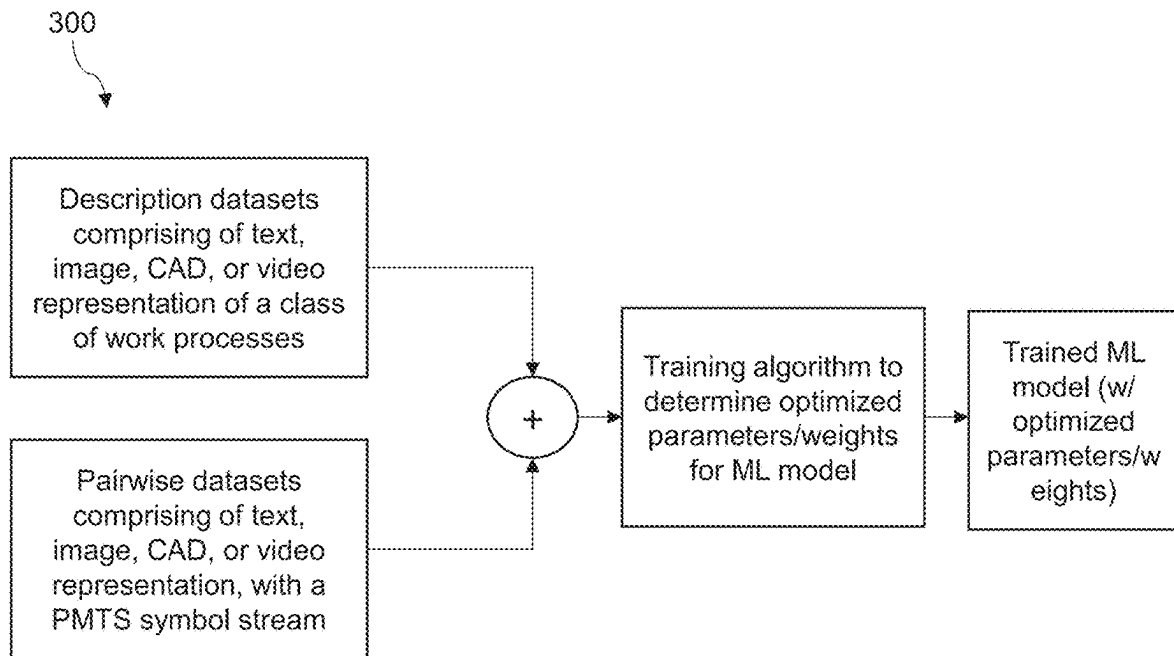 300
Description datasets
comprising of text,
image, CAD, or video
representation of a class
of work processes
Pairwise datasets
comprising of text,
image, CAD, or video
representation, with a
PMTS symbol stream
+
Training algorithm to
determine optimized
parameters/weights
for ML model
Trained ML
model (w/
optimized
parameters/w
eights)